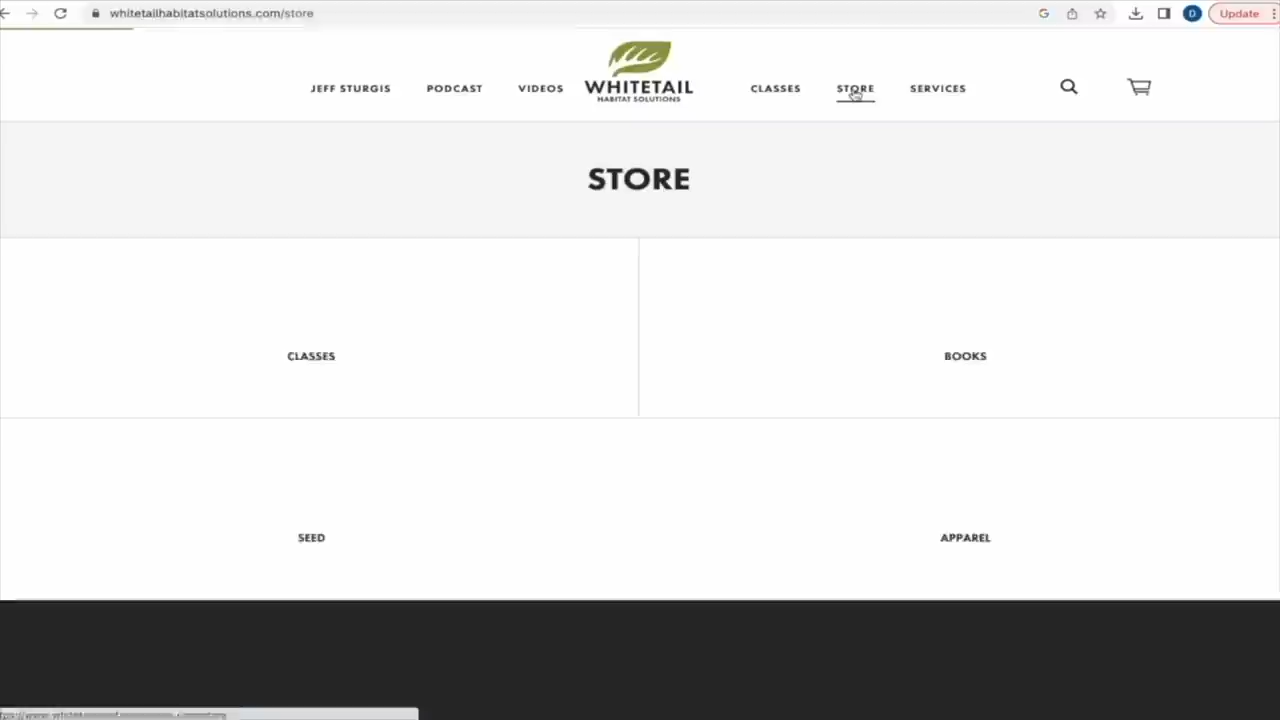 whitetailhabitatsolutions.com/store
G
D
Update
JEFF STURGIS
PODCAST
VIDEOS
WHITETAIL
HABITAT SOLUTIONS
CLASSES
STORE
SERVICES
STORE
CLASSES
BOOKS
SEED
APPAREL